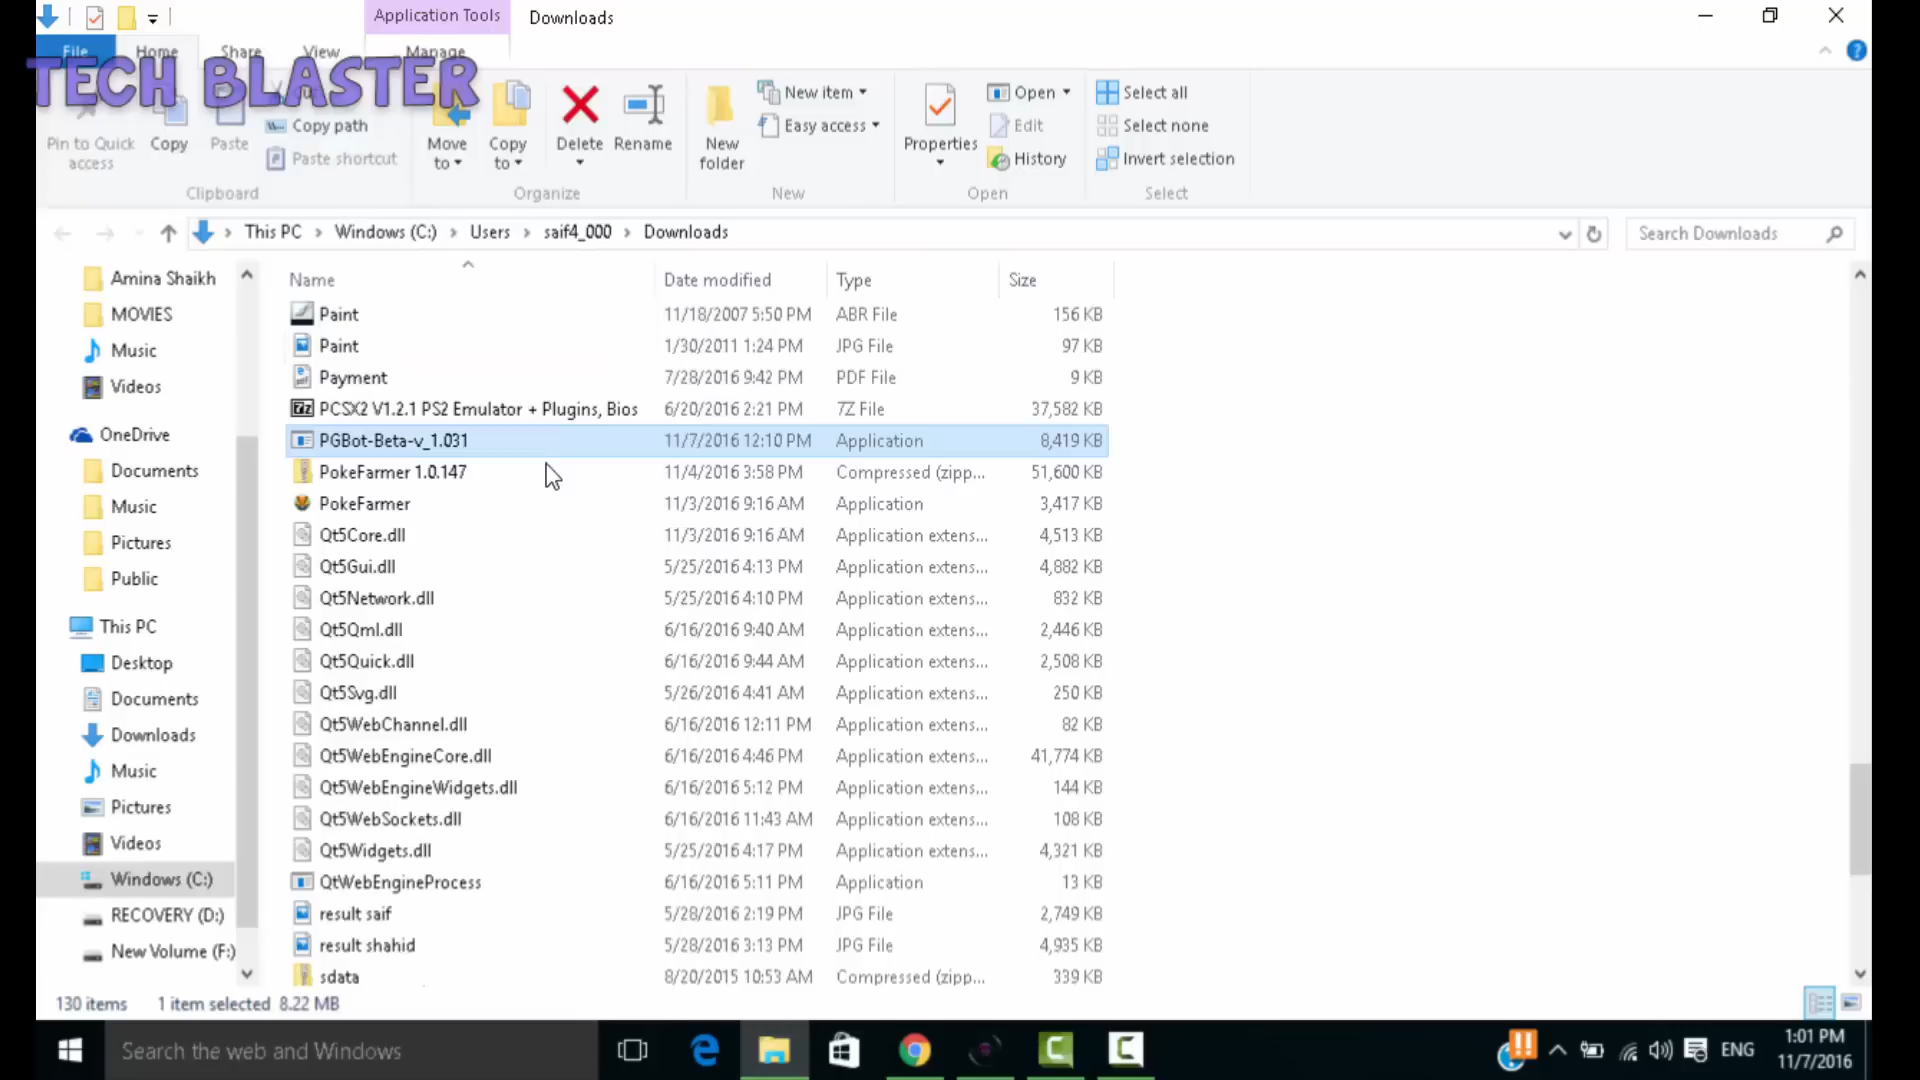 Application Tools
Downloads
File
Home
Share
View
Manage
TECH BLASTER
Pin to Quick access
Copy
Paste
Copy path
Paste shortcut
Clipboard
Move to
Copy to
Delete
Rename
Organize
New folder
New item
Easy access
New
Properties
Open
Edit
History
Open
Select all
Select none
Invert selection
Select
This PC > Windows (C:) > Users > saif4_000 > Downloads
Search Downloads
Amina Shaikh
MOVIES
Music
Videos
OneDrive
Documents
Music
Pictures
Public
This PC
Desktop
Documents
Downloads
Music
Pictures
Videos
Windows (C:)
RECOVERY (D:)
New Volume (F:)
Name Date modified Type Size
Paint 11/18/2007 5:50 PM ABR File 156 KB
Paint 1/30/2011 1:24 PM JPG File 97 KB
Payment 7/28/2016 9:42 PM PDF File 9 KB
PCSX2 V1.2.1 PS2 Emulator + Plugins, Bios 6/20/2016 2:21 PM 7Z File 37,582 KB
PGBot-Beta-v_1.031 11/7/2016 12:10 PM Application 8,419 KB
PokeFarmer 1.0.147 11/4/2016 3:58 PM Compressed (zipp... 51,600 KB
PokeFarmer 11/3/2016 9:16 AM Application 3,417 KB
Qt5Core.dll 11/3/2016 9:16 AM Application extens... 4,513 KB
Qt5Gui.dll 5/25/2016 4:13 PM Application extens... 4,882 KB
Qt5Network.dll 5/25/2016 4:10 PM Application extens... 832 KB
Qt5Qml.dll 6/16/2016 9:40 AM Application extens... 2,446 KB
Qt5Quick.dll 6/16/2016 9:44 AM Application extens... 2,508 KB
Qt5Svg.dll 5/26/2016 4:41 AM Application extens... 250 KB
Qt5WebChannel.dll 6/16/2016 12:11 PM Application extens... 82 KB
Qt5WebEngineCore.dll 6/16/2016 4:46 PM Application extens... 41,774 KB
Qt5WebEngineWidgets.dll 6/16/2016 5:12 PM Application extens... 144 KB
Qt5WebSockets.dll 6/16/2016 11:43 AM Application extens... 108 KB
Qt5Widgets.dll 5/25/2016 4:17 PM Application extens... 4,321 KB
QtWebEngineProcess 6/16/2016 5:11 PM Application 13 KB
result saif 5/28/2016 2:19 PM JPG File 2,749 KB
result shahid 5/28/2016 3:13 PM JPG File 4,935 KB
sdata 8/20/2015 10:53 AM Compressed (zipp... 339 KB
130 items 1 item selected 8.22 MB
Search the web and Windows
ENG
1:01 PM
11/7/2016